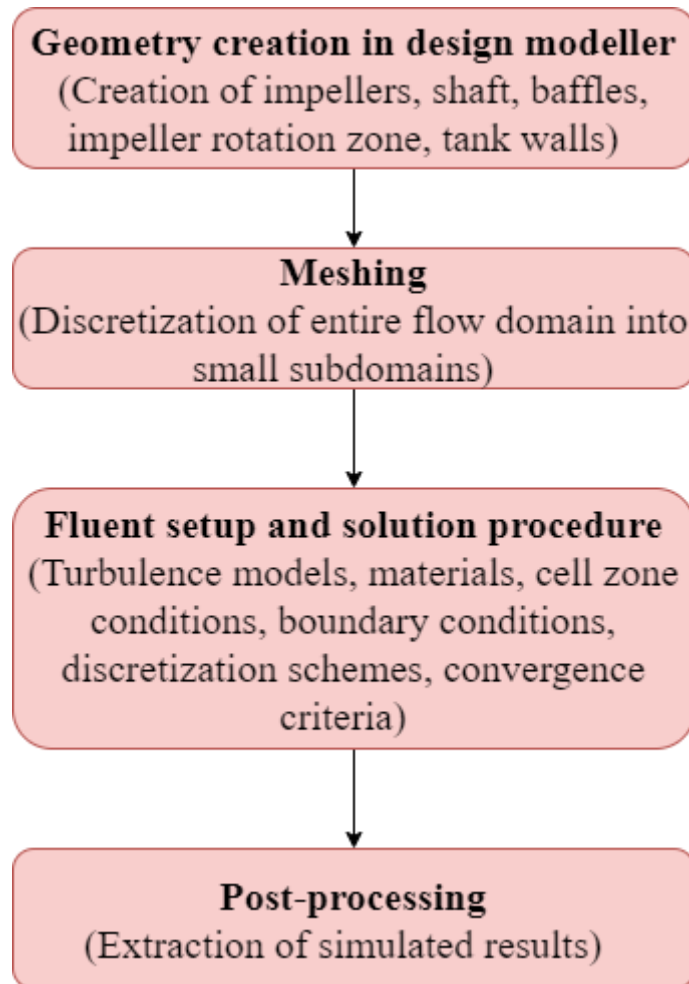 Geometry creation in design modeller
(Creation of impellers, shaft, baffles,
impeller rotation zone, tank walls)
Meshing
(Discretization of entire flow domain into
small subdomains)
Fluent setup and solution procedure
(Turbulence models, materials, cell zone
conditions, boundary conditions,
discretization schemes, convergence
criteria)
Post-processing
(Extraction of simulated results)